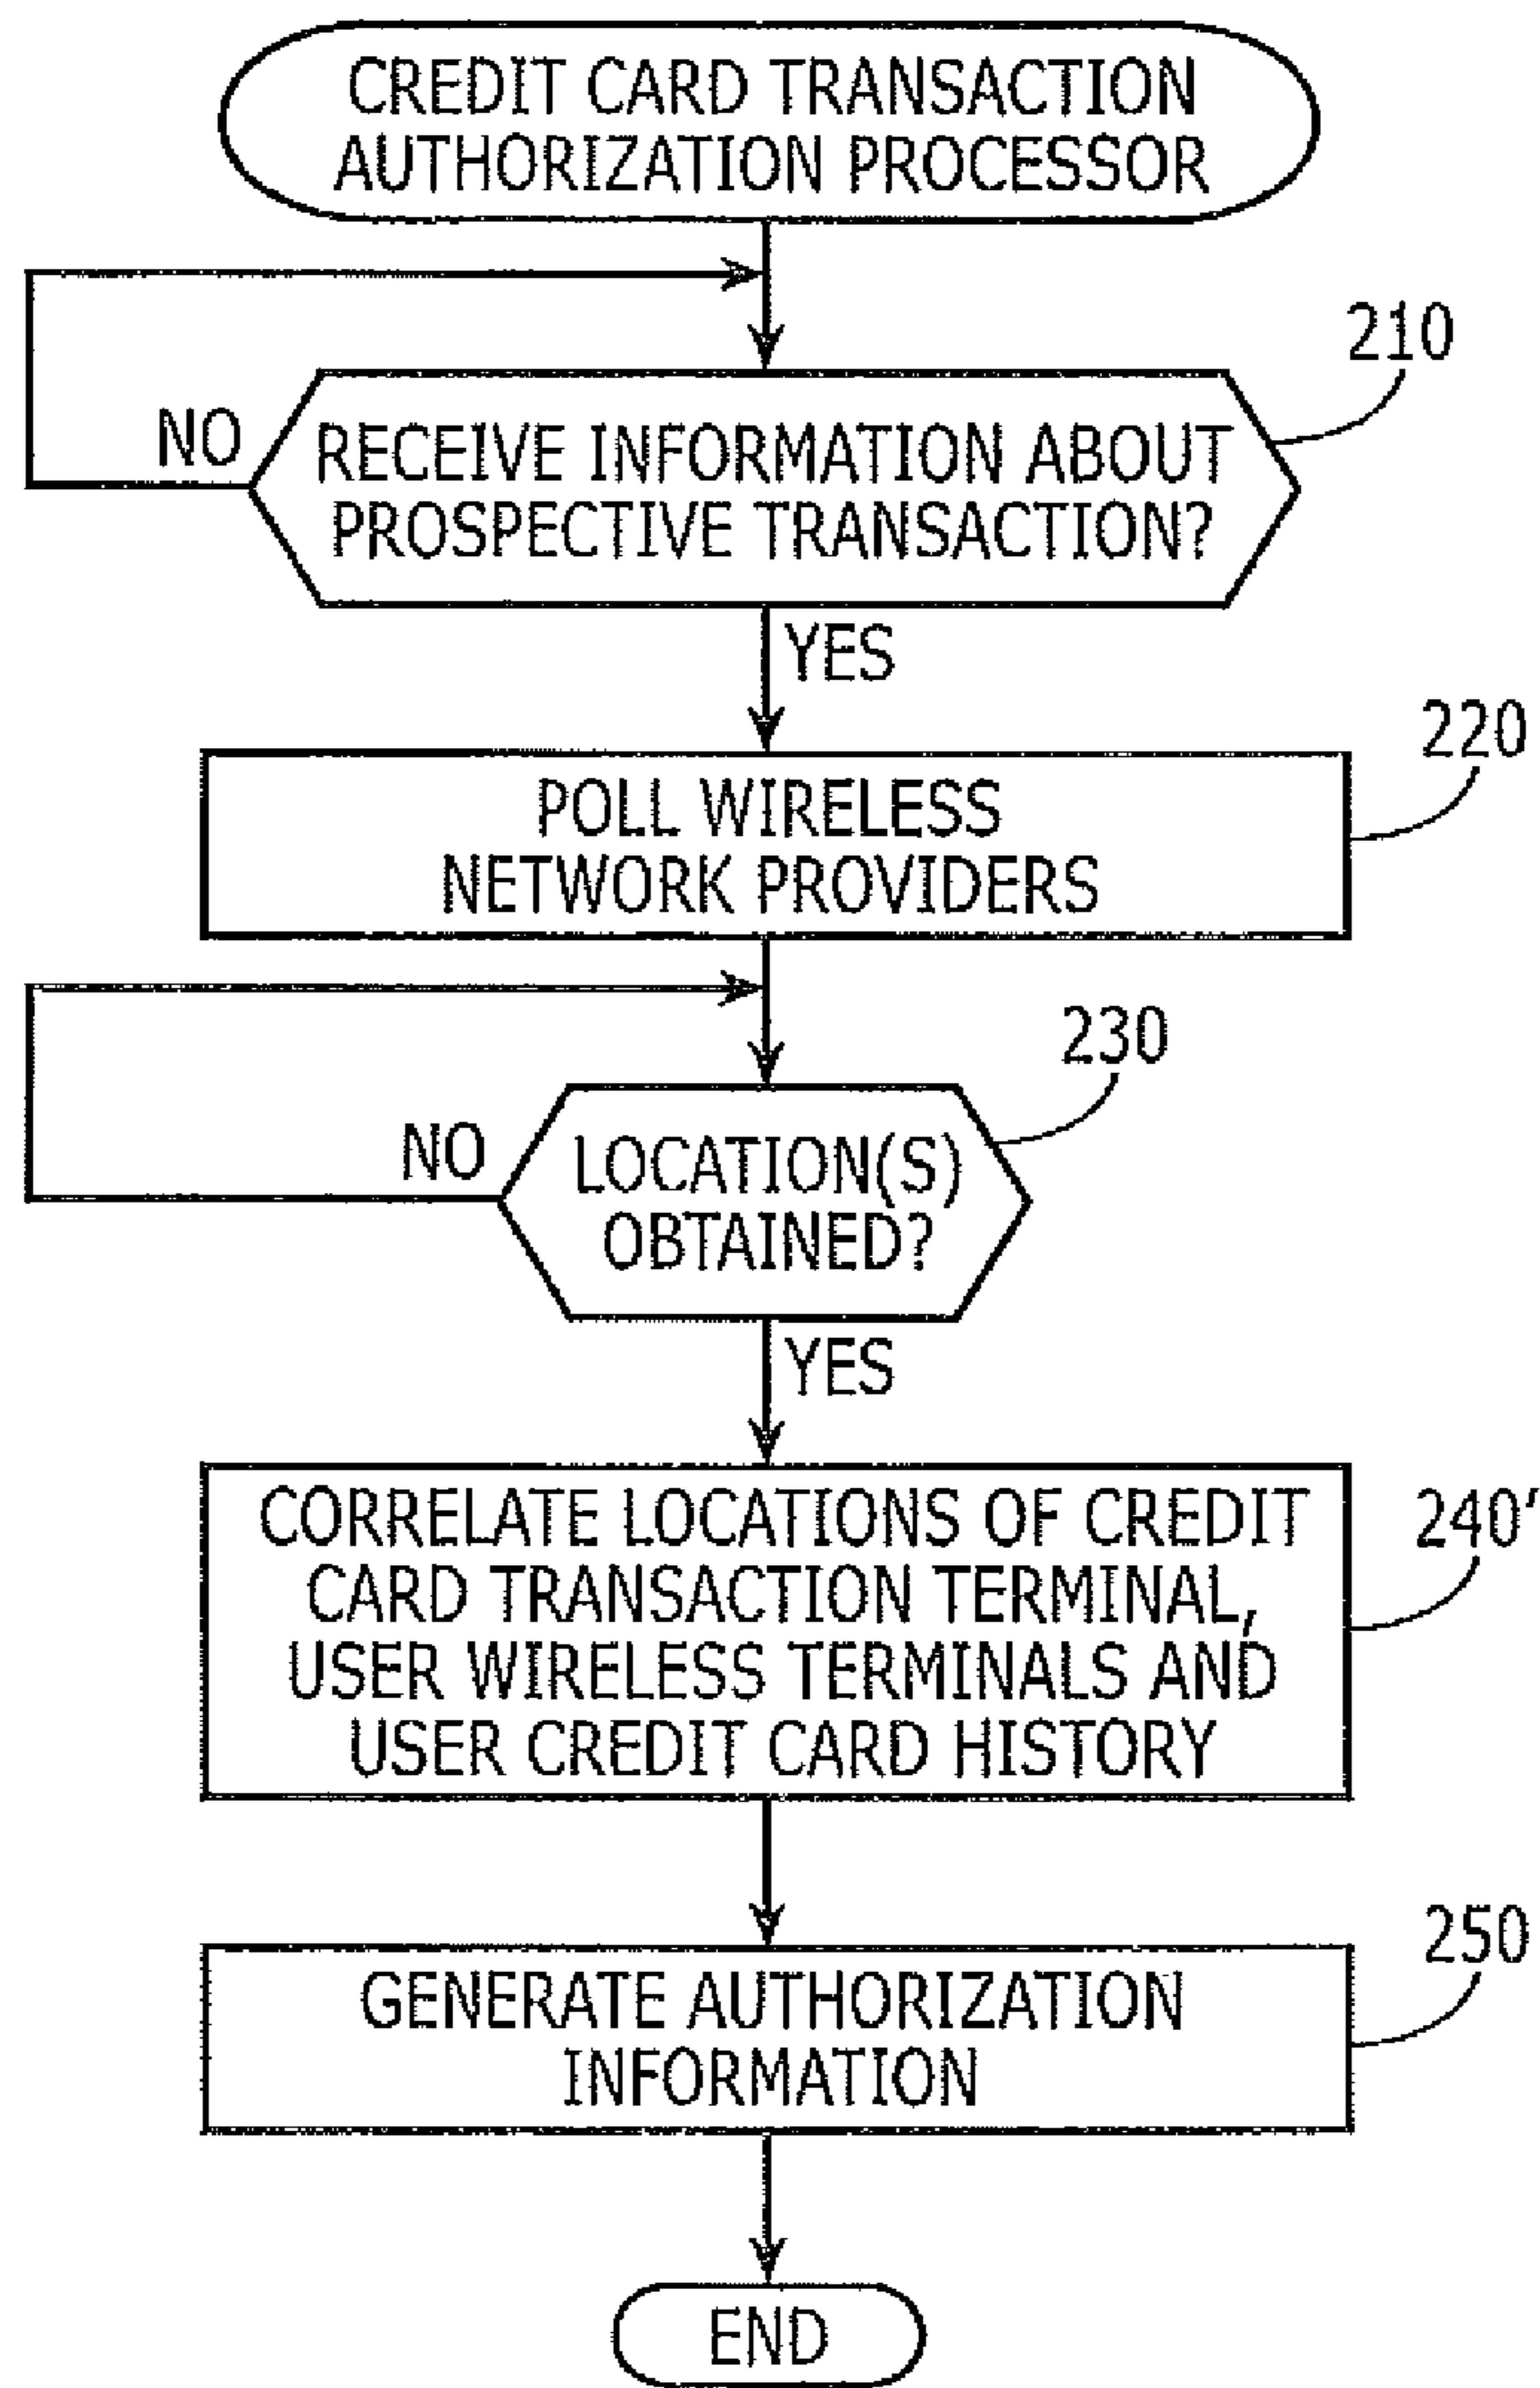 CREDIT CARD TRANSACTION
AUTHORIZATION PROCESSOR
210
NO
RECEIVE INFORMATION ABOUT
PROSPECTIVE TRANSACTION?
YES
220
POLL WIRELESS
NETWORK PROVIDERS
230
NO
LOCATION(S)
OBTAINED?
YES
240'
CORRELATE LOCATIONS OF CREDIT
CARD TRANSACTION TERMINAL,
USER WIRELESS TERMINALS AND
USER CREDIT CARD HISTORY
250
GENERATE AUTHORIZATION
INFORMATION
END